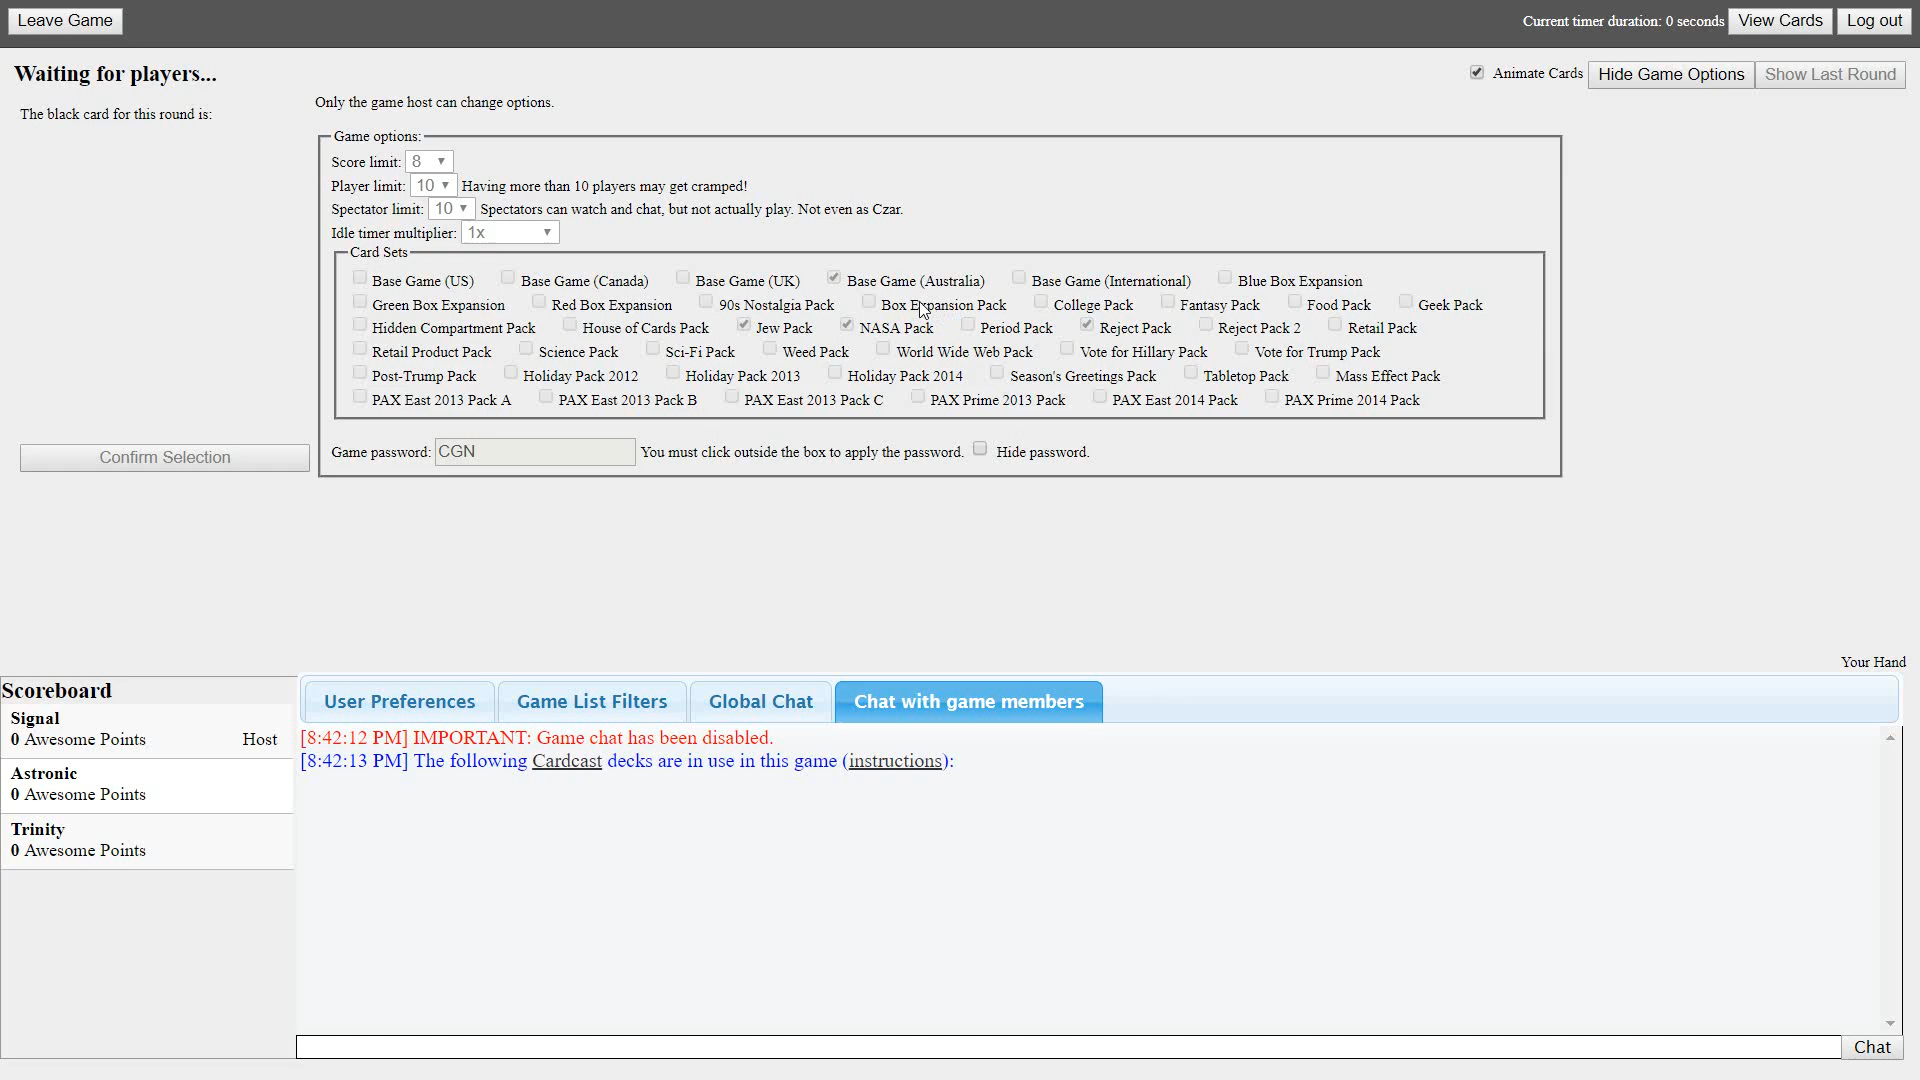 Leave Game
Current timer duration: 0 seconds View Cards Log out
Waiting for players...
Animate Cards Hide Game Options Show Last Round
Only the game host can change options.
The black card for this round is:
Game options:
Score limit: 8
Player limit: 10 Having more than 10 players may get cramped!
Spectator limit: 10 Spectators can watch and chat, but not actually play. Not even as Czar.
Idle timer multiplier: 1x
Card Sets
Base Game (US) Base Game (Canada) Base Game (UK) Base Game (Australia) Base Game (International) Blue Box Expansion
Green Box Expansion Red Box Expansion 90s Nostalgia Pack Box Expansion Pack College Pack Fantasy Pack Food Pack Geek Pack
Hidden Compartment Pack House of Cards Pack Jew Pack NASA Pack Period Pack Reject Pack Reject Pack 2 Retail Pack
Retail Product Pack Science Pack Sci-Fi Pack Weed Pack World Wide Web Pack Vote for Hillary Pack Vote for Trump Pack
Post-Trump Pack Holiday Pack 2012 Holiday Pack 2013 Holiday Pack 2014 Season's Greetings Pack Tabletop Pack Mass Effect Pack
PAX East 2013 Pack A PAX East 2013 Pack B PAX East 2013 Pack C PAX Prime 2013 Pack PAX East 2014 Pack PAX Prime 2014 Pack
Game password: CGN You must click outside the box to apply the password. Hide password.
Confirm Selection
Your Hand
Scoreboard
Signal
0 Awesome Points Host
Astronic
0 Awesome Points
Trinity
0 Awesome Points
User Preferences Game List Filters Global Chat Chat with game members
[8:42:12 PM] IMPORTANT: Game chat has been disabled.
[8:42:13 PM] The following Cardcast decks are in use in this game (instructions):
Chat